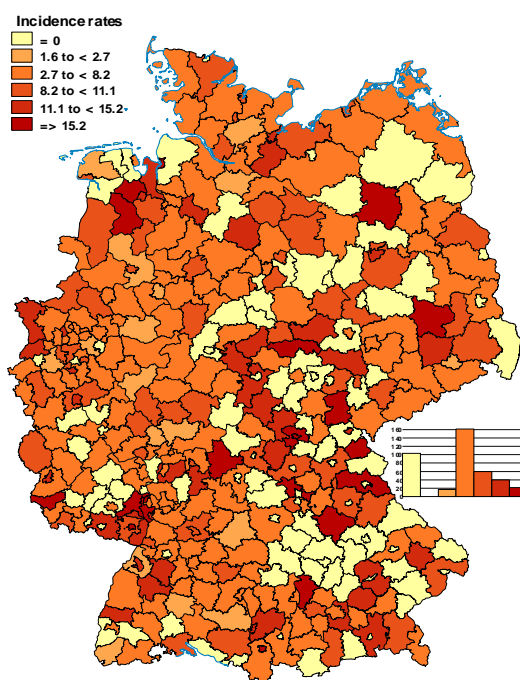 Incidence rates
= 0
1.6 to < 2.7
2.7 to < 8.2
8.2 to < 11.1
11.1 to < 15.2
=> 15.2
160
140
120
100
80
60
40
20
0